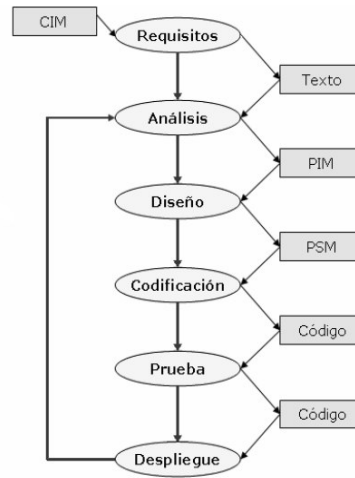 CIM
Requisitos
Texto
Análisis
PIM
Diseño
PSM
Codificación
Código
Prueba
Código
Despliegue